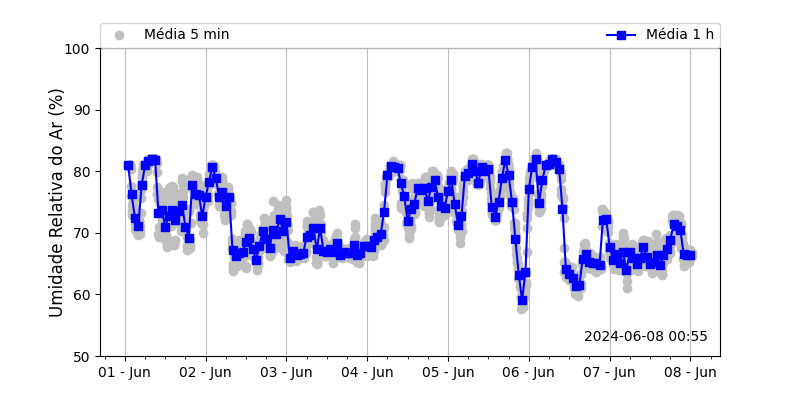 Média 5 min
Média 1 h
Umidade Relativa do Ar (%)
100
90
80
70
60
50
2024-06-08 00:55
01 - Jun
02 - Jun
03 - Jun
04 - Jun
05 - Jun
06 - Jun
07 - Jun
08 - Jun